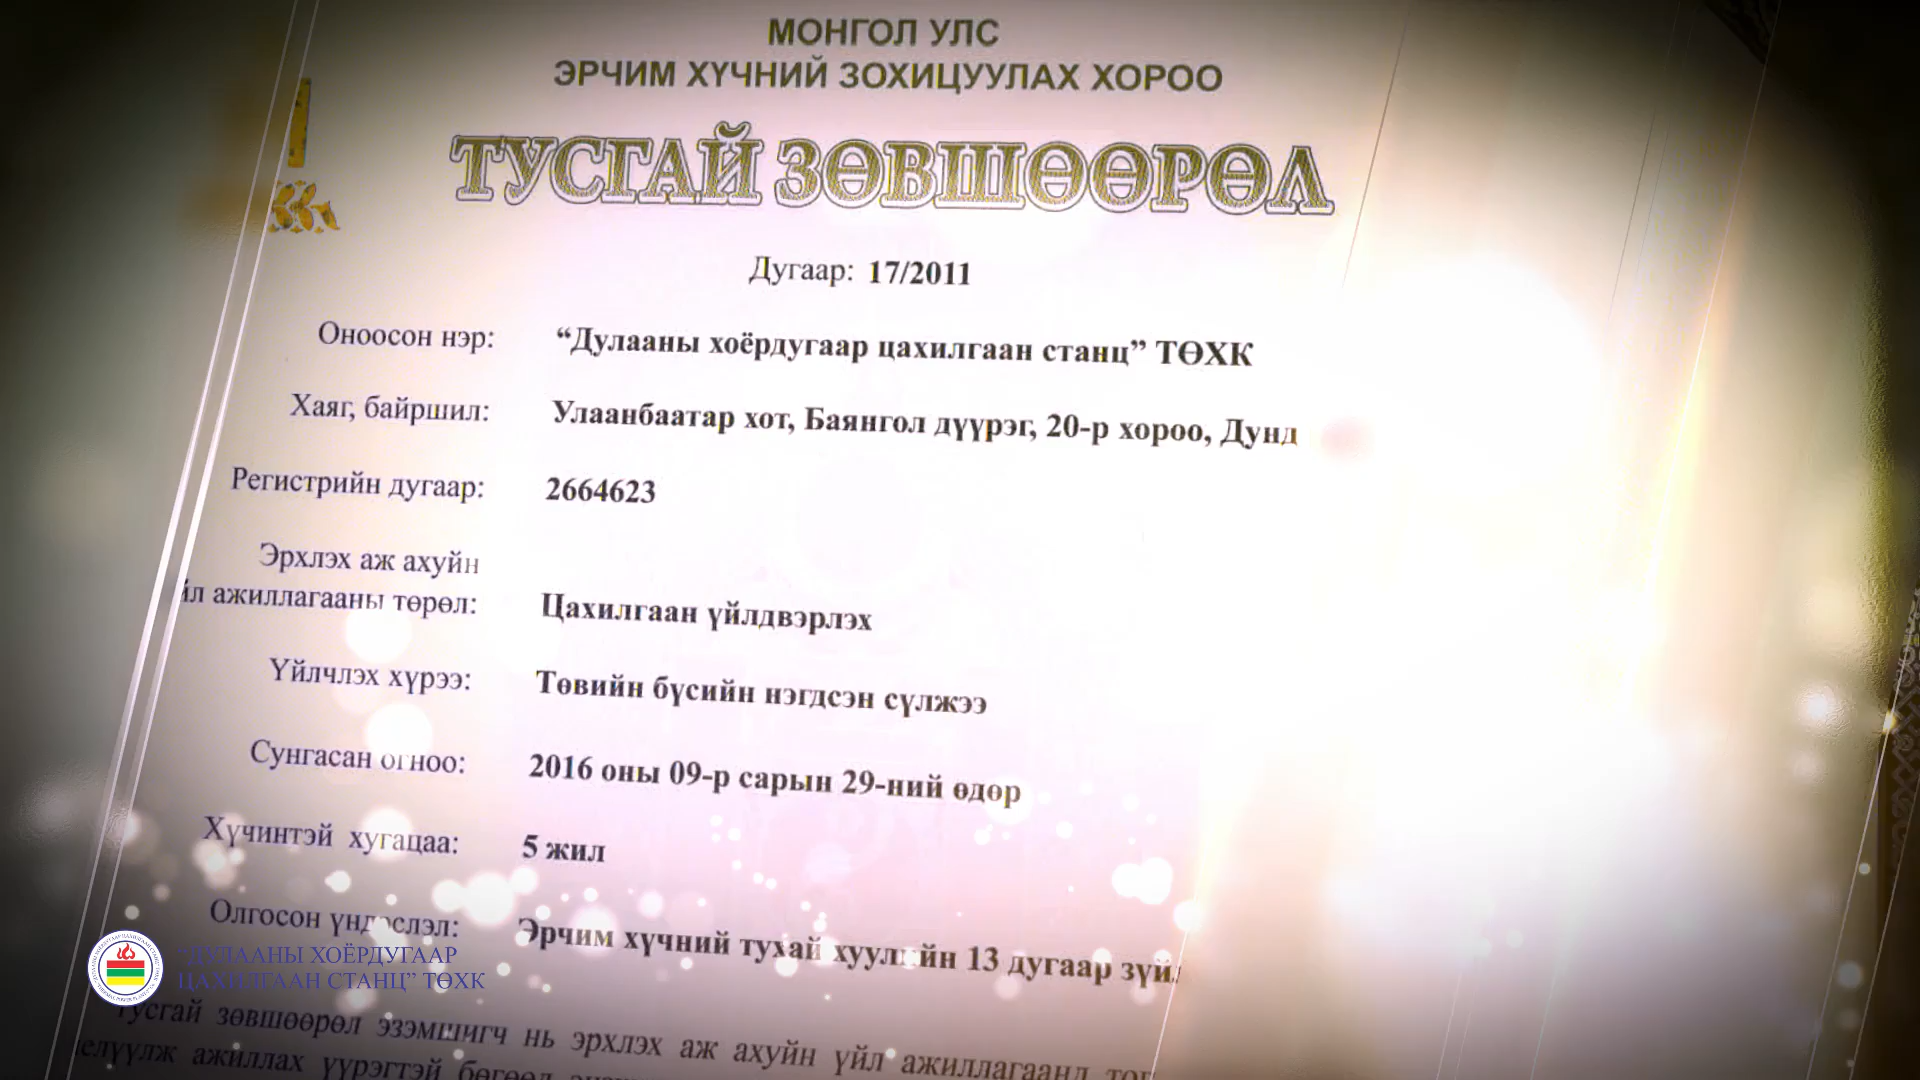 МОНГОЛ УЛС
ЭРЧИМ ХҮЧНИЙ ЗОХИЦУУЛАХ ХОРОО
ТУСГАЙ ЗӨВШӨӨРӨЛ
Дугаар: 17/2011
Оноосон нэр: “Дулааны хоёрдугаар цахилгаан станц” ТӨХК
Хаяг, байршил: Улаанбаатар хот, Баянгол дүүрэг, 20-р хороо, Дунд
Регистрийн дугаар: 2664623
Эрхлэх аж ахуйн
йл ажиллагааны төрөл: Цахилгаан үйлдвэрлэх
Үйлчлэх хүрээ: Төвийн бүсийн нэгдсэн сүлжээ
Сунгасан огноо: 2016 оны 09-р сарын 29-ний өдөр
Хүчинтэй хугацаа: 5 жил
Олгосон үндэслэл: Эрчим хүчний тухай хуулийн 13 дугаар зүйл
“ДУЛААНЫ ХОЁРДУГААР
ЦАХИЛГААН СТАНЦ” ТӨХК
Тусгай зөвшөөрөл эзэмшигч нь эрхлэх аж ахуйн үйл ажиллагаанд
ажиллах үүрэгтэй бөгөөд